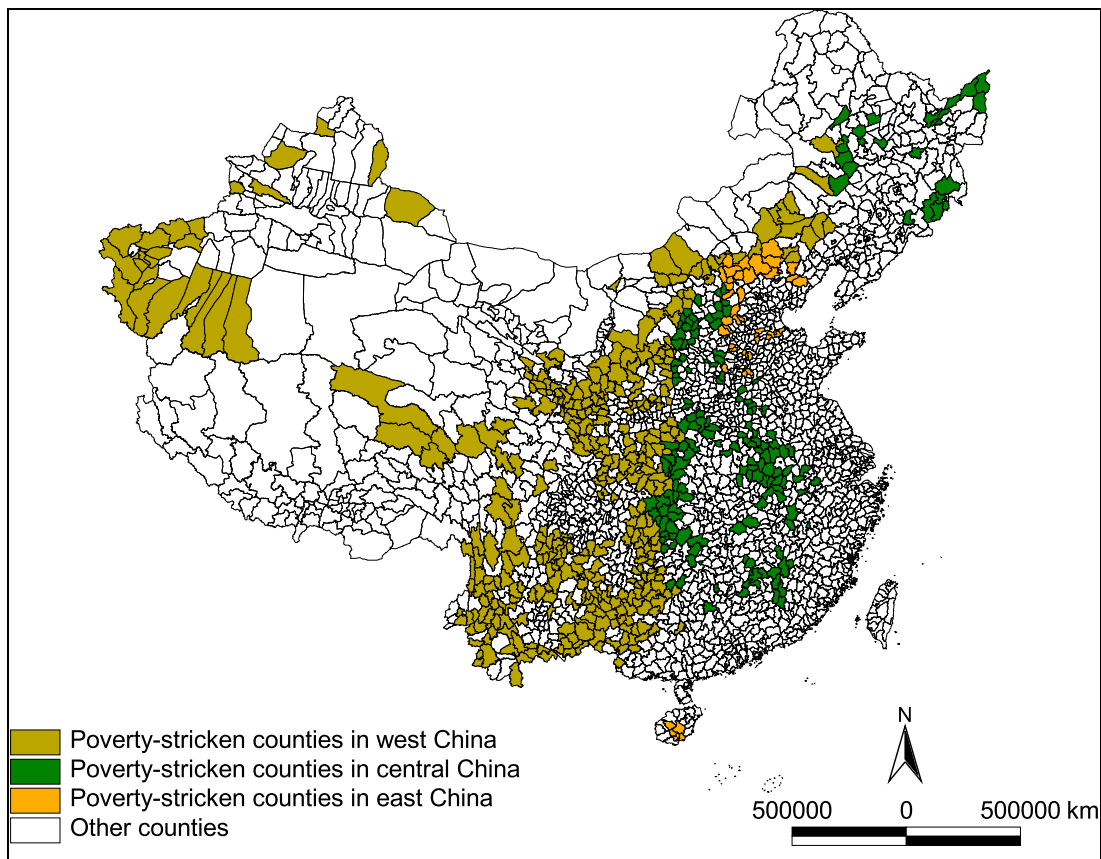 N
Poverty-stricken counties in west China
Poverty-stricken counties in central China
Poverty-stricken counties in east China
Other counties
500000 0 500000 km